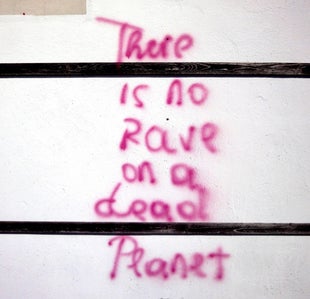 There
is no
Rave
on a
dead
Planet